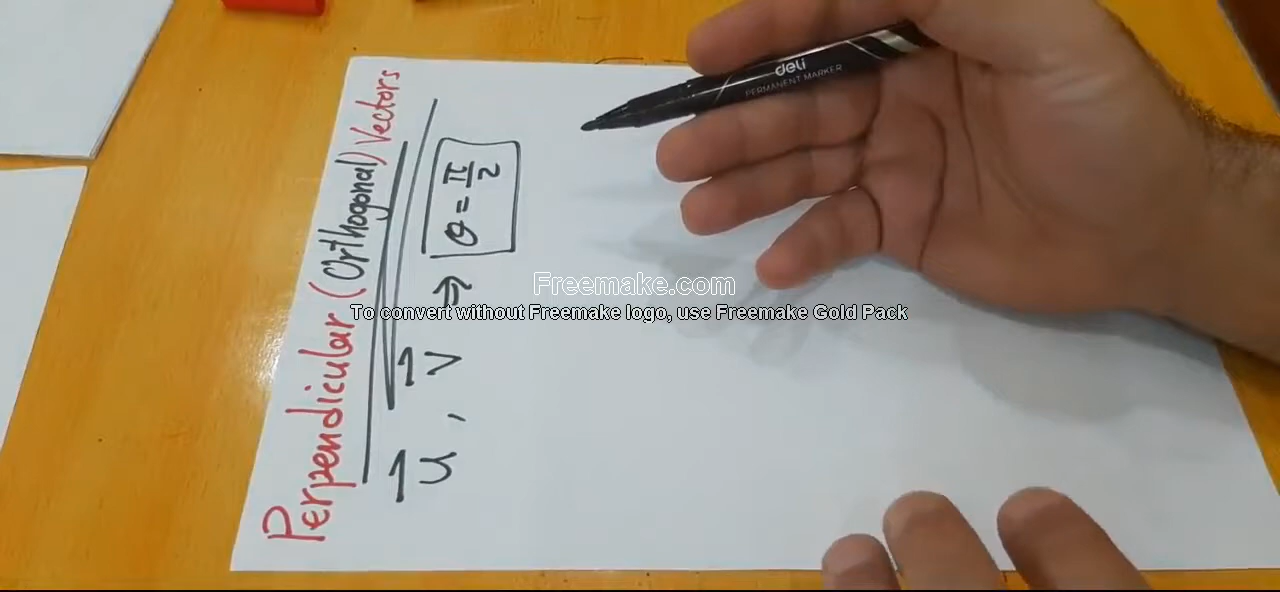 Perpendicular (Orthogonal) Vectors
u⃗ , v⃗ ⇒ θ = π/2
deli
PERMANENT MARKER
Freemake.com
To convert without Freemake logo, use Freemake Gold Pack